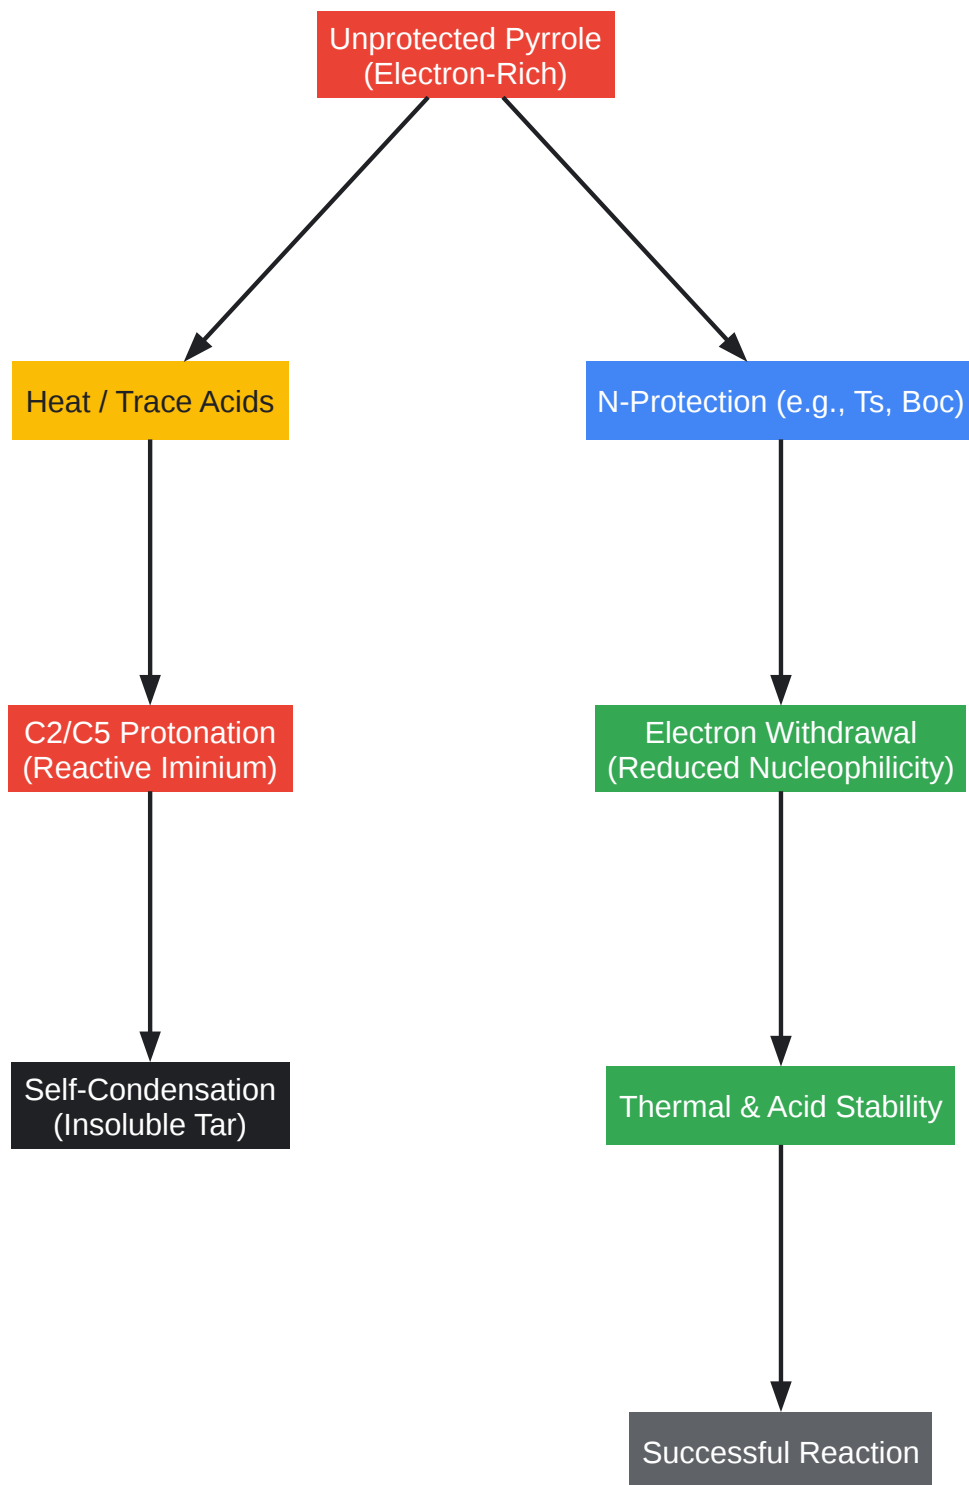 Unprotected Pyrrole
(Electron-Rich)
Heat / Trace Acids
N-Protection (e.g., Ts, Boc)
C2/C5 Protonation
(Reactive Iminium)
Electron Withdrawal
(Reduced Nucleophilicity)
Self-Condensation
(Insoluble Tar)
Thermal & Acid Stability
Successful Reaction